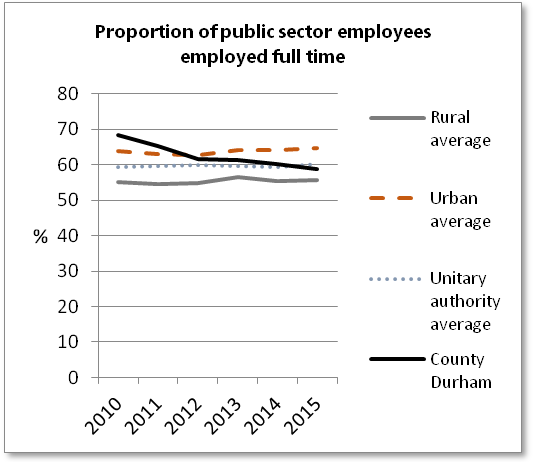 Proportion of public sector employees
employed full time
80
70
60
50
40
30
20
10
0
%
2010
2011
2012
2013
2014
2015
Rural
average
Urban
average
Unitary
authority
average
County
Durham